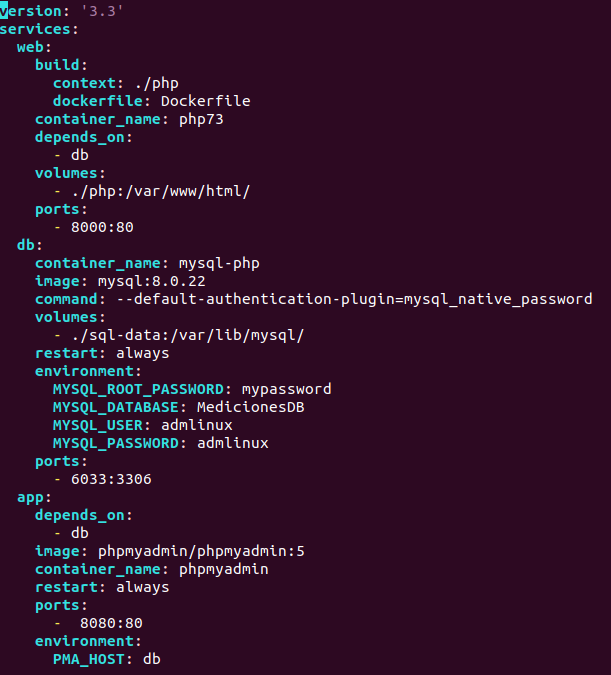 version: '3.3'
services:
  web:
    build:
      context: ./php
      dockerfile: Dockerfile
    container_name: php73
    depends_on:
      - db
    volumes:
      - ./php:/var/www/html/
    ports:
      - 8000:80
  db:
    container_name: mysql-php
    image: mysql:8.0.22
    command: --default-authentication-plugin=mysql_native_password
    volumes:
      - ./sql-data:/var/lib/mysql/
    restart: always
    environment:
      MYSQL_ROOT_PASSWORD: mypassword
      MYSQL_DATABASE: MedicionesDB
      MYSQL_USER: admlinux
      MYSQL_PASSWORD: admlinux
    ports:
      - 6033:3306
  app:
    depends_on:
      - db
    image: phpmyadmin/phpmyadmin:5
    container_name: phpmyadmin
    restart: always
    ports:
      -  8080:80
    environment:
      PMA_HOST: db